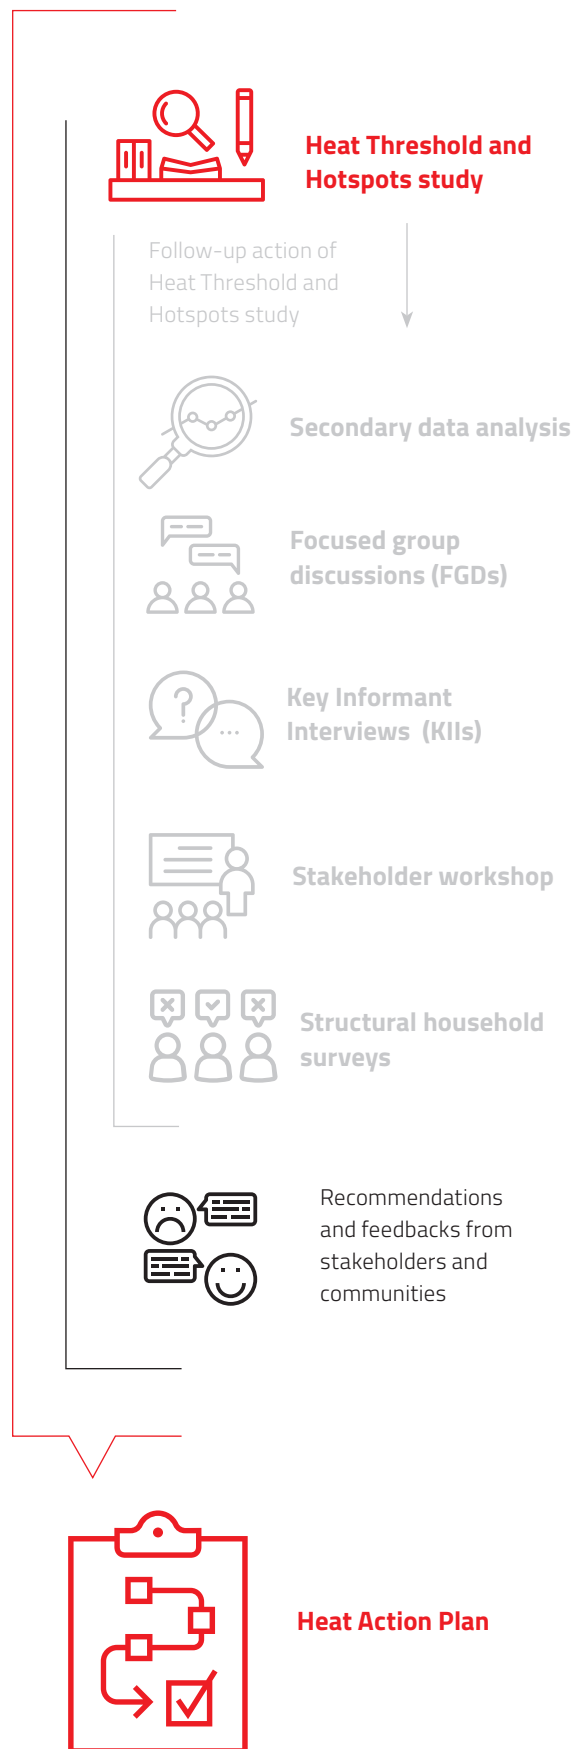 Heat Threshold and
Hotspots study
Follow-up action of
Heat Threshold and
Hotspots study
Secondary data analysis
Focused group
discussions (FGDs)
Key Informant
Interviews  (KIIs)
Stakeholder workshop
Structural household
surveys
Recommendations
and feedbacks from
stakeholders and
communities
Heat Action Plan